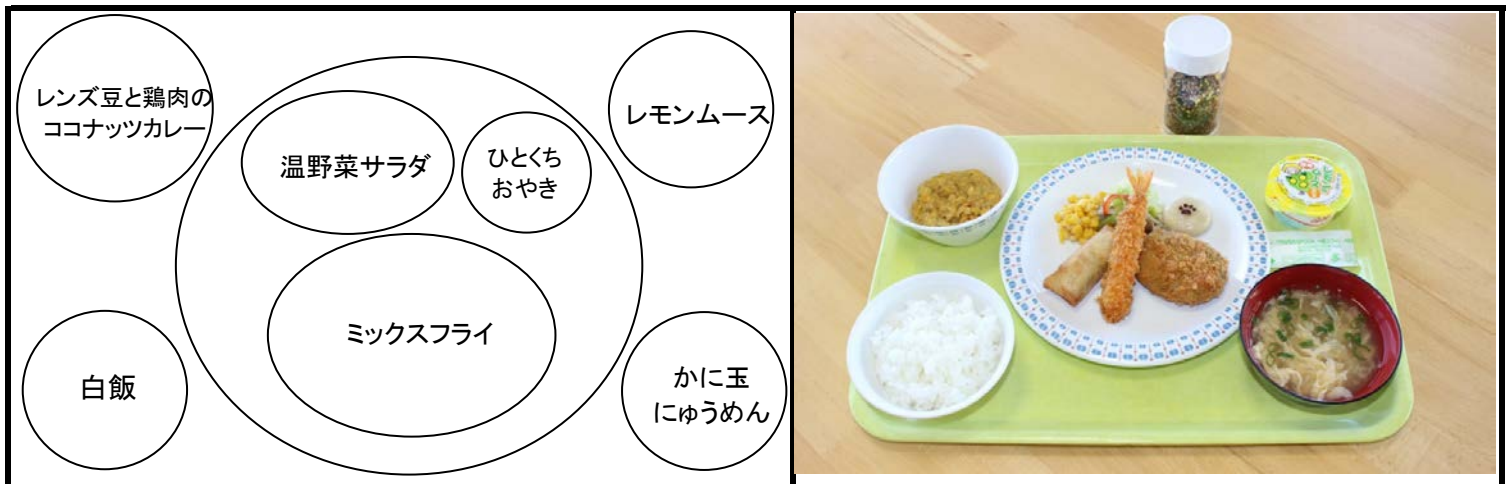 レンズ豆と鶏肉の
ココナッツカレー
温野菜サラダ
ひとくち
おやき
レモンムース
ミックスフライ
白飯
かに玉
にゅうめん